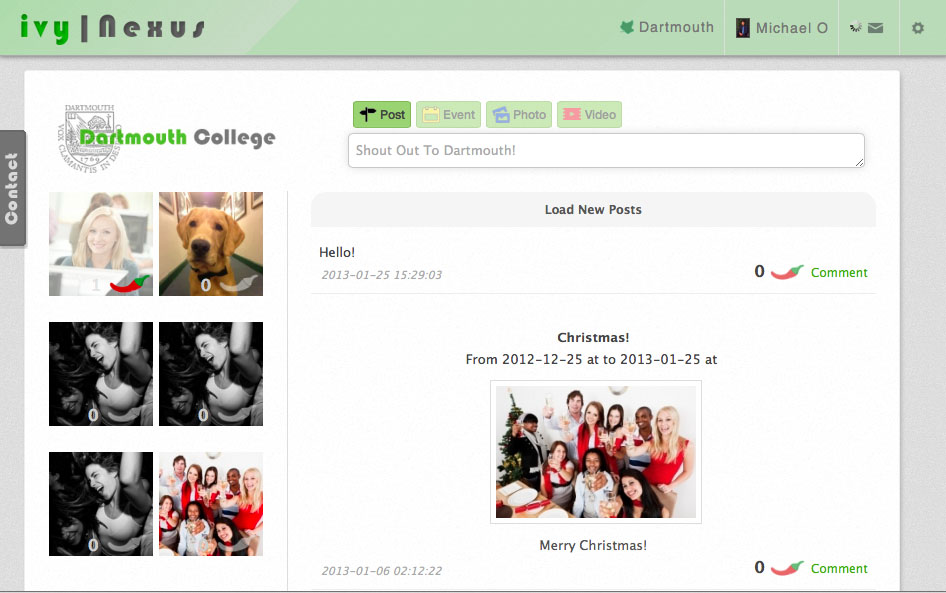 ivy|Nexus
Dartmouth
Michael O
DARTMOUTH
Dartmouth College
VOX CLAMANTIS IN DES
1769
Contact
Post
Event
Photo
Video
Shout Out To Dartmouth!
1
0
0
0
0
Load New Posts
Hello!
2013-01-25 15:29:03
0 Comment
Christmas!
From 2012-12-25 at to 2013-01-25 at
Merry Christmas!
2013-01-06 02:12:22
0 Comment